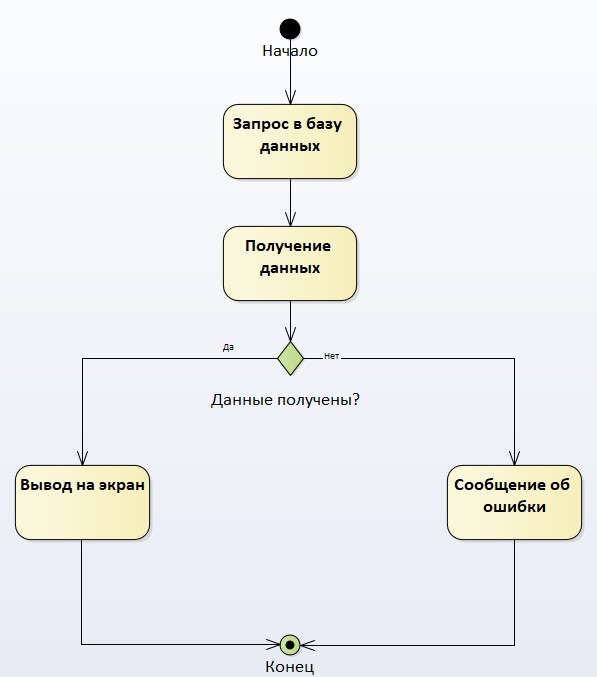 Начало
Запрос в базу
данных
Получение
данных
Да
Нет
Данные получены?
Вывод на экран
Сообщение об
ошибки
Конец